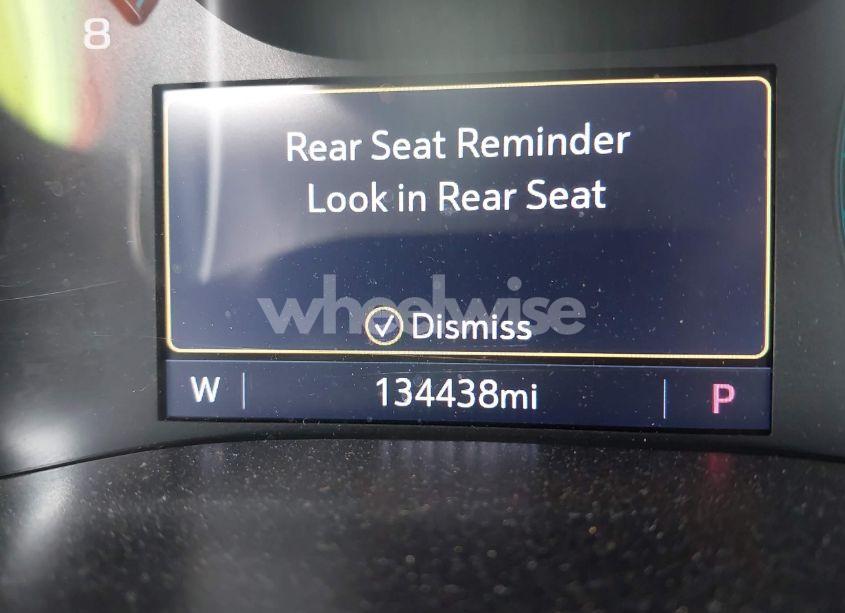 8
Rear Seat Reminder
Look in Rear Seat
wheelwise
Dismiss
W 134438mi P